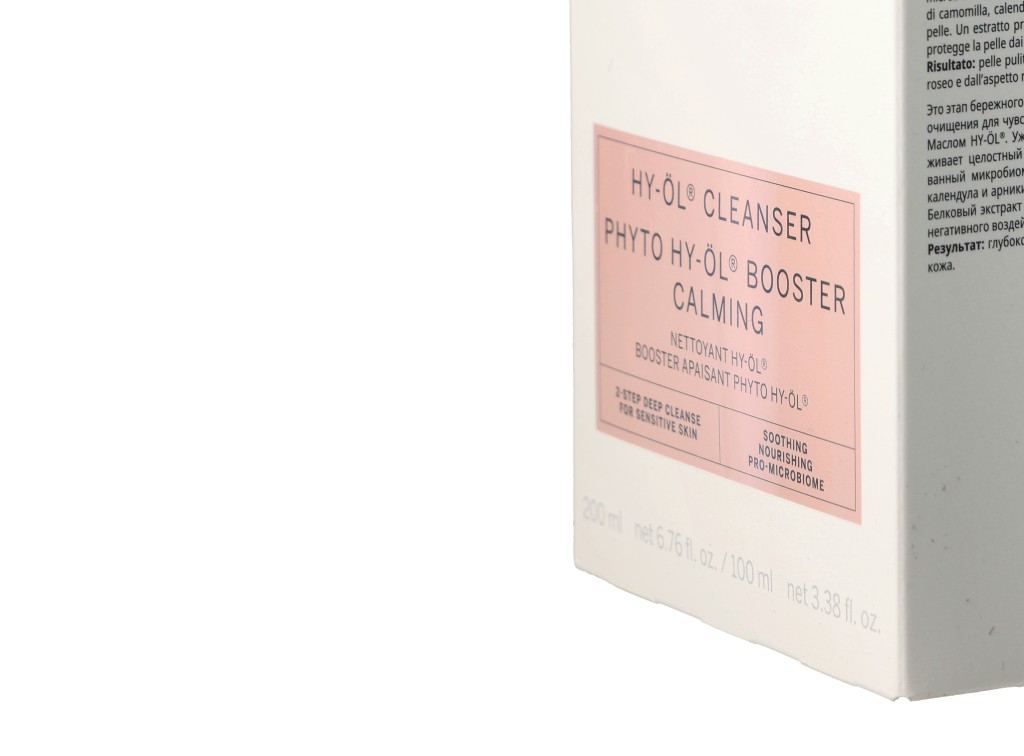 HY-ÖL® CLEANSER
PHYTO HY-ÖL® BOOSTER
CALMING
NETTOYANT HY-ÖL®
BOOSTER APAISANT PHYTO HY-ÖL®
2-STEP DEEP CLEANSE
FOR SENSITIVE SKIN
SOOTHING
NOURISHING
PRO-MICROBIOME
200 ml net 6.76 fl. oz. / 100 ml net 3.38 fl. oz.
di camomilla, calend
pelle. Un estratto pr
protegge la pelle dai
Risultato: pelle puli
roseo e dall'aspetto
Это этап бережного
очищения для чувс
Маслом HY-ÖL®. Уж
живает целостный
ванный микробиом
календула и арники
Белковый экстракт
негативного воздей
Результат: глубоко
кожа.